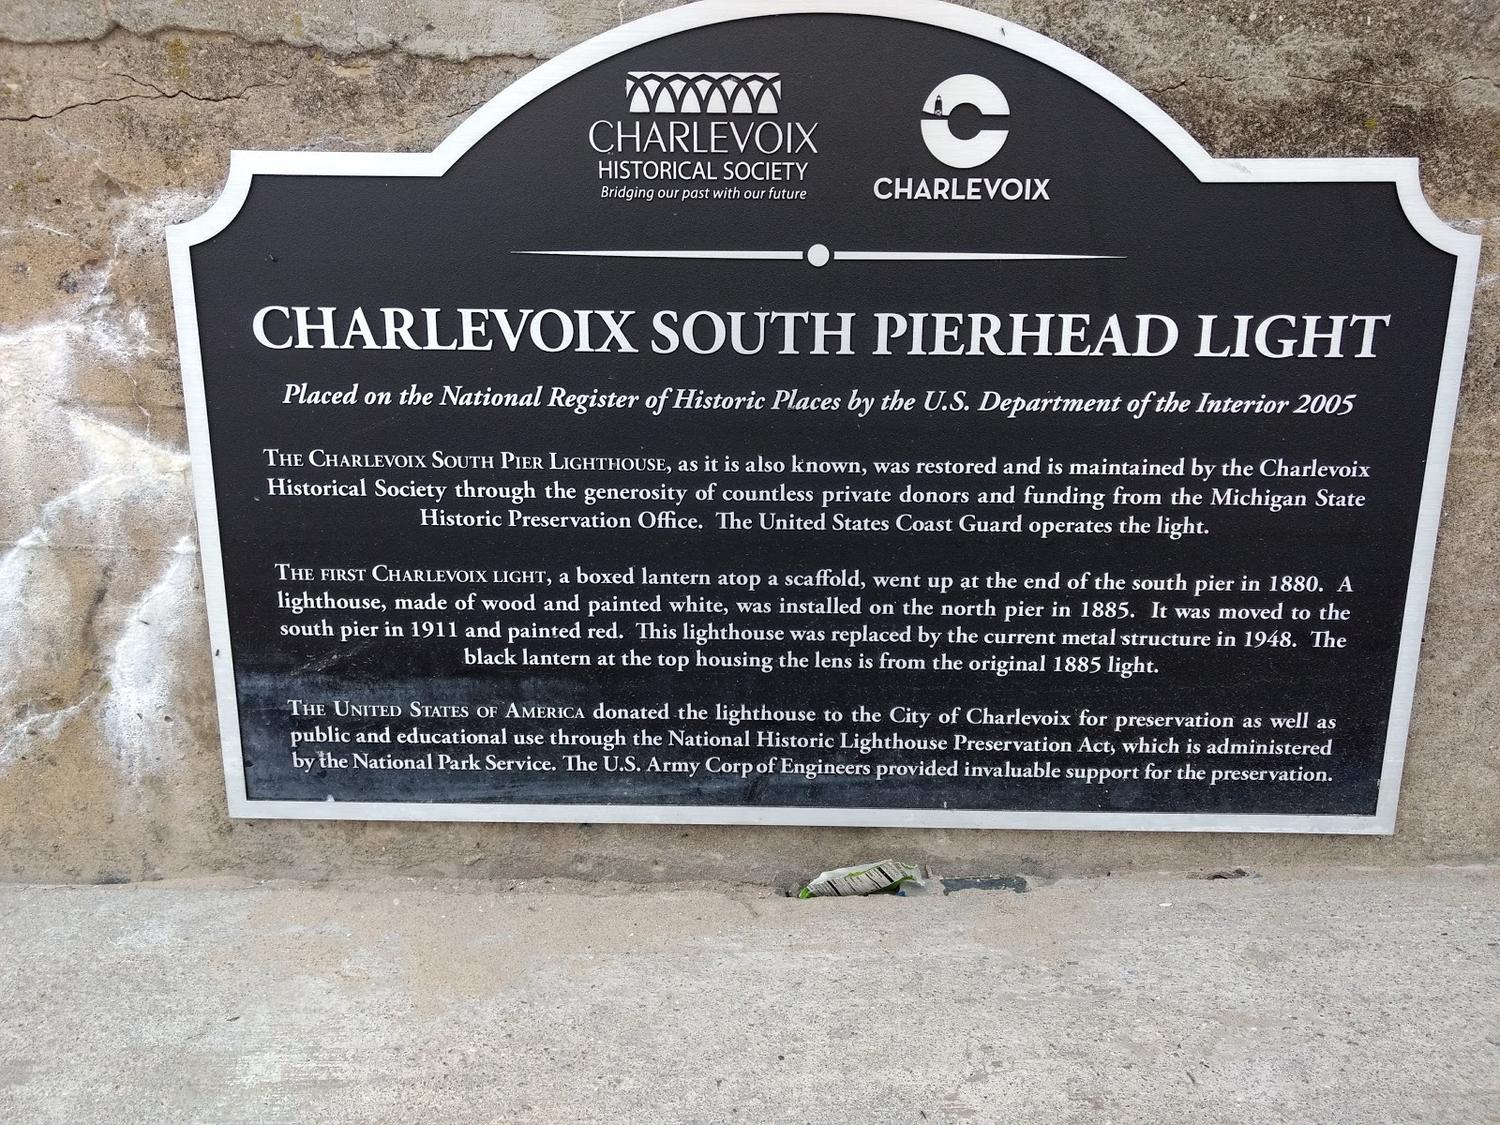 CHARLEVOIX
HISTORICAL SOCIETY
Bridging our past with our future
CHARLEVOIX
CHARLEVOIX SOUTH PIERHEAD LIGHT
Placed on the National Register of Historic Places by the U.S. Department of the Interior 2005
THE CHARLEVOIX SOUTH PIER LIGHTHOUSE, as it is also known, was restored and is maintained by the Charlevoix
Historical Society through the generosity of countless private donors and funding from the Michigan State
Historic Preservation Office. The United States Coast Guard operates the light.
THE FIRST CHARLEVOIX LIGHT, a boxed lantern atop a scaffold, went up at the end of the south pier in 1880. A
lighthouse, made of wood and painted white, was installed on the north pier in 1885. It was moved to the
south pier in 1911 and painted red. This lighthouse was replaced by the current metal structure in 1948. The
black lantern at the top housing the lens is from the original 1885 light.
THE UNITED STATES OF AMERICA donated the lighthouse to the City of Charlevoix for preservation as well as
public and educational use through the National Historic Lighthouse Preservation Act, which is administered
by the National Park Service. The U.S. Army Corp of Engineers provided invaluable support for the preservation.